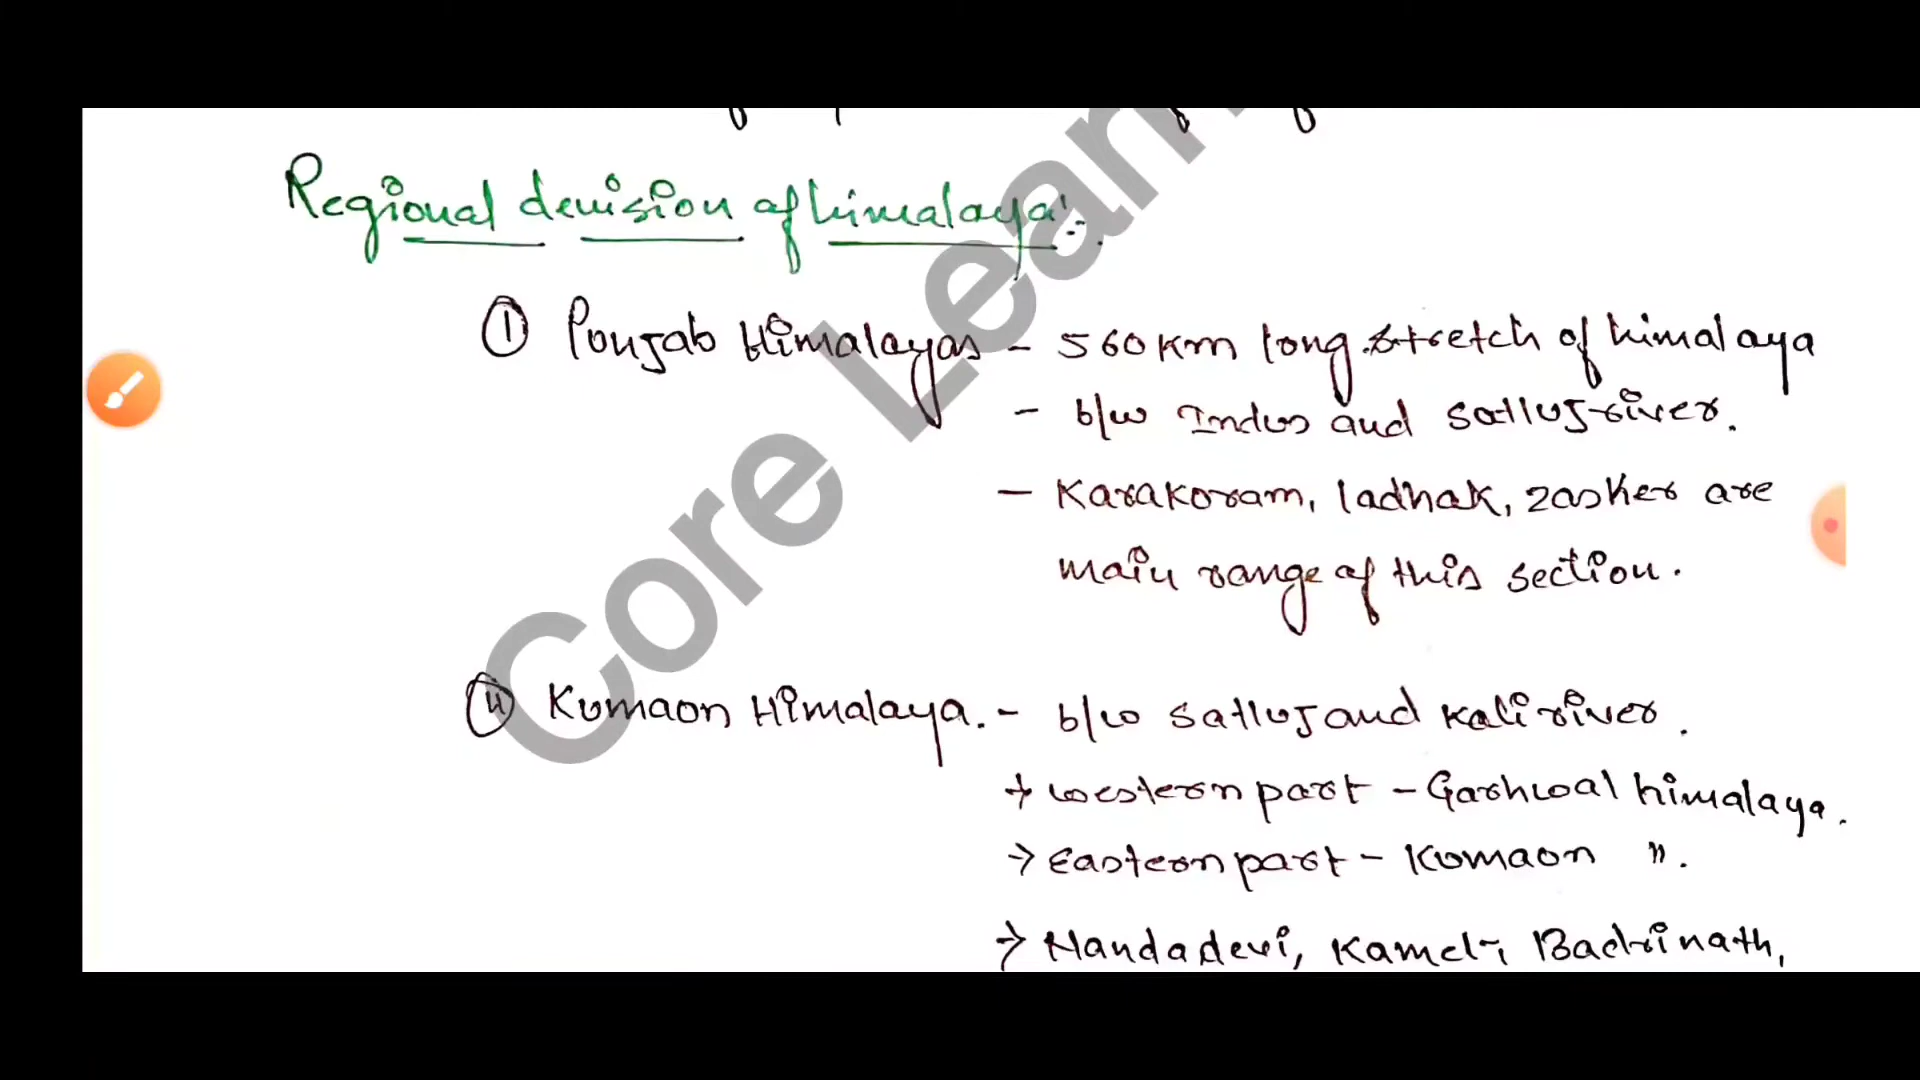 Regional devision of himalaya:-
① Punjab Himalayas - 560 Km long stretch of himalaya
- b/w Indus and Satluj river.
- Karakoram, ladhak, zasker are
main range of this section.
② Kumaon Himalaya. - b/w Satluj and Kali river.
→ western part - Garhwal himalaya.
→ Eastern part - Kumaon ".
→ Nandadevi, Kamet, Badrinath,
Core Learn